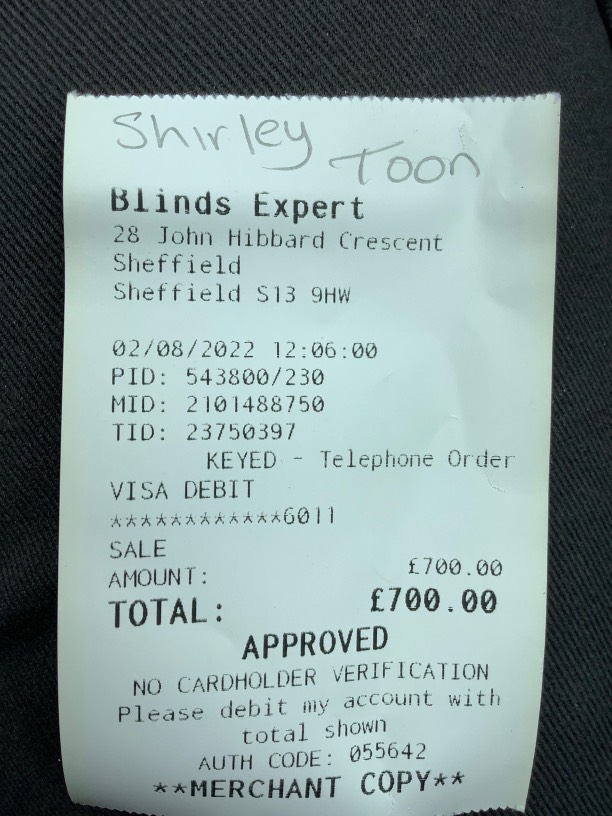 Shirley Toon
Blinds Expert
28 John Hibbard Crescent
Sheffield
Sheffield S13 9HW
02/08/2022 12:06:00
PID: 543800/230
MID: 2101488750
TID: 23750397
KEYED - Telephone Order
VISA DEBIT
************6011
SALE
AMOUNT: £700.00
TOTAL: £700.00
APPROVED
NO CARDHOLDER VERIFICATION
Please debit my account with
total shown
AUTH CODE: 055642
**MERCHANT COPY**